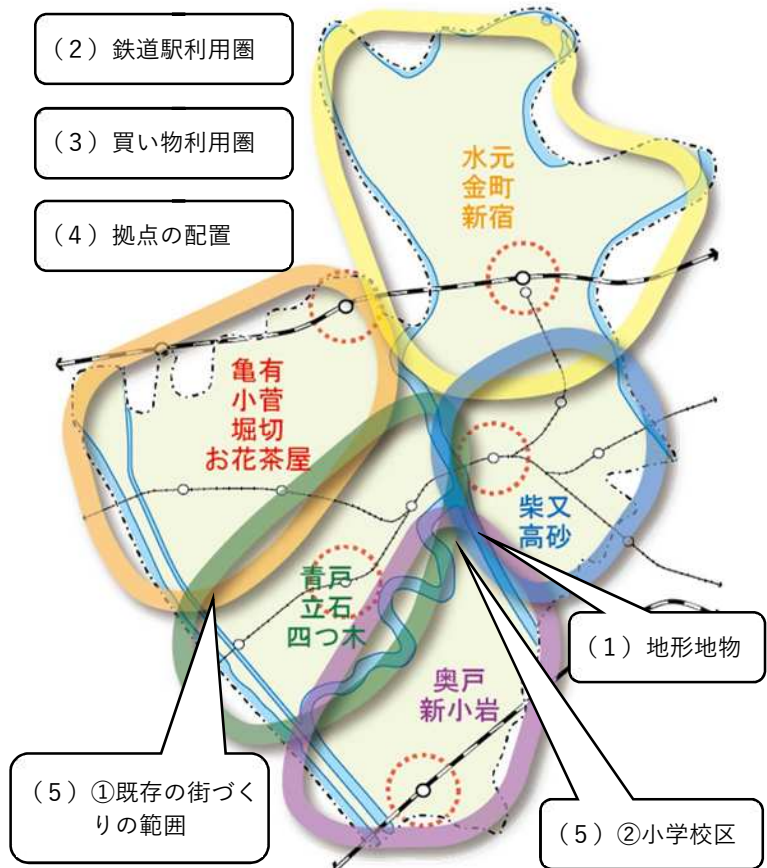 （2）鉄道駅利用圏
（3）買い物利用圏
（4）拠点の配置
水元
金町
新宿
亀有
小菅
堀切
お花茶屋
柴又
高砂
青戸
立石
四つ木
奥戸
新小岩
（1）地形地物
（5）①既存の街づく
りの範囲
（5）②小学校区